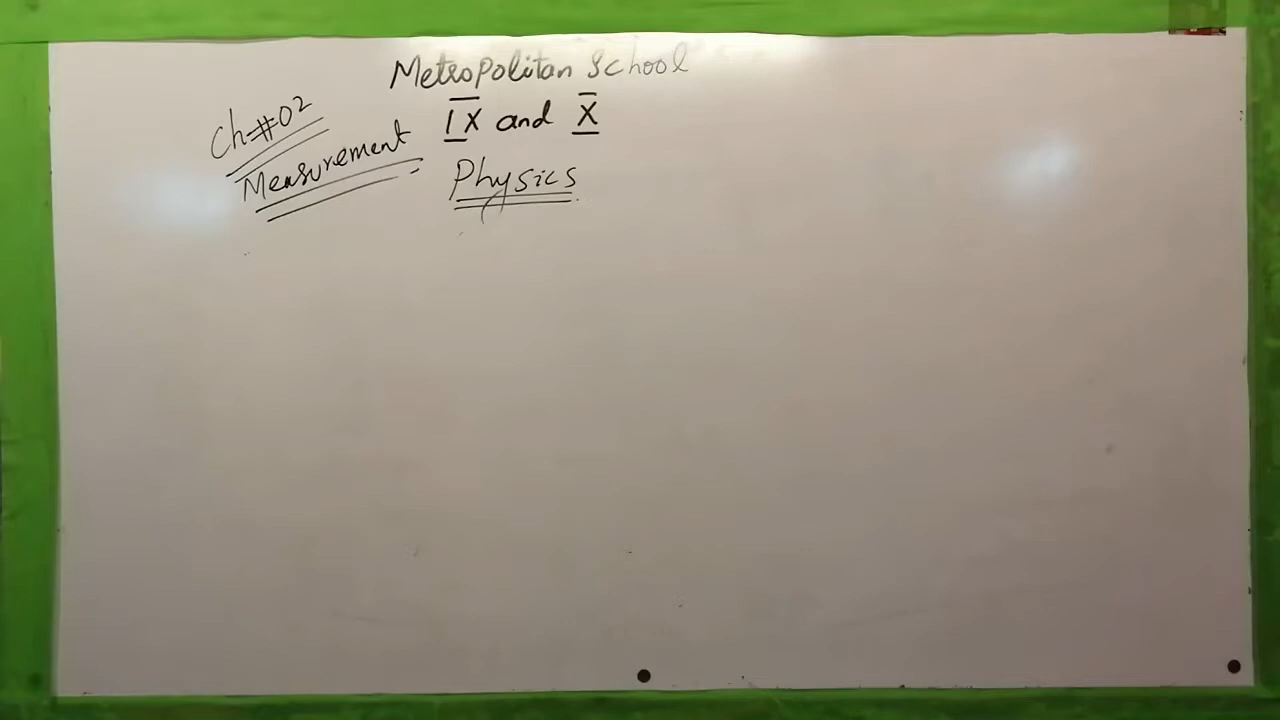 Metropolitan School
IX and X
Physics
Ch#02
Measurement